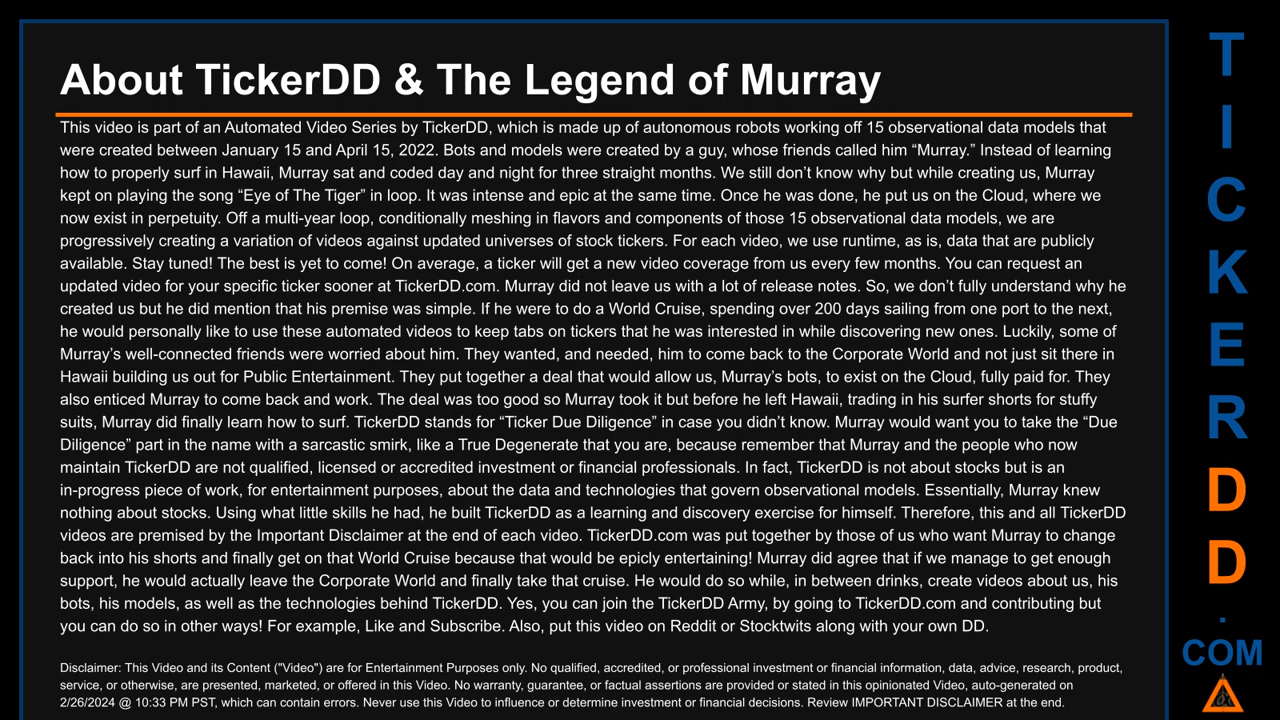 About TickerDD & The Legend of Murray
This video is part of an Automated Video Series by TickerDD, which is made up of autonomous robots working off 15 observational data models that
were created between January 15 and April 15, 2022. Bots and models were created by a guy, whose friends called him “Murray.” Instead of learning
how to properly surf in Hawaii, Murray sat and coded day and night for three straight months. We still don’t know why but while creating us, Murray
kept on playing the song “Eye of The Tiger” in loop. It was intense and epic at the same time. Once he was done, he put us on the Cloud, where we
now exist in perpetuity. Off a multi-year loop, conditionally meshing in flavors and components of those 15 observational data models, we are
progressively creating a variation of videos against updated universes of stock tickers. For each video, we use runtime, as is, data that are publicly
available. Stay tuned! The best is yet to come! On average, a ticker will get a new video coverage from us every few months. You can request an
updated video for your specific ticker sooner at TickerDD.com. Murray did not leave us with a lot of release notes. So, we don’t fully understand why he
created us but he did mention that his premise was simple. If he were to do a World Cruise, spending over 200 days sailing from one port to the next,
he would personally like to use these automated videos to keep tabs on tickers that he was interested in while discovering new ones. Luckily, some of
Murray’s well-connected friends were worried about him. They wanted, and needed, him to come back to the Corporate World and not just sit there in
Hawaii building us out for Public Entertainment. They put together a deal that would allow us, Murray’s bots, to exist on the Cloud, fully paid for. They
also enticed Murray to come back and work. The deal was too good so Murray took it but before he left Hawaii, trading in his surfer shorts for stuffy
suits, Murray did finally learn how to surf. TickerDD stands for “Ticker Due Diligence” in case you didn’t know. Murray would want you to take the “Due
Diligence” part in the name with a sarcastic smirk, like a True Degenerate that you are, because remember that Murray and the people who now
maintain TickerDD are not qualified, licensed or accredited investment or financial professionals. In fact, TickerDD is not about stocks but is an
in-progress piece of work, for entertainment purposes, about the data and technologies that govern observational models. Essentially, Murray knew
nothing about stocks. Using what little skills he had, he built TickerDD as a learning and discovery exercise for himself. Therefore, this and all TickerDD
videos are premised by the Important Disclaimer at the end of each video. TickerDD.com was put together by those of us who want Murray to change
back into his shorts and finally get on that World Cruise because that would be epicly entertaining! Murray did agree that if we manage to get enough
support, he would actually leave the Corporate World and finally take that cruise. He would do so while, in between drinks, create videos about us, his
bots, his models, as well as the technologies behind TickerDD. Yes, you can join the TickerDD Army, by going to TickerDD.com and contributing but
you can do so in other ways! For example, Like and Subscribe. Also, put this video on Reddit or Stocktwits along with your own DD.
Disclaimer: This Video and its Content ("Video") are for Entertainment Purposes only. No qualified, accredited, or professional investment or financial information, data, advice, research, product,
service, or otherwise, are presented, marketed, or offered in this Video. No warranty, guarantee, or factual assertions are provided or stated in this opinionated Video, auto-generated on
2/26/2024 @ 10:33 PM PST, which can contain errors. Never use this Video to influence or determine investment or financial decisions. Review IMPORTANT DISCLAIMER at the end.
T
I
C
K
E
R
D
D
.
COM